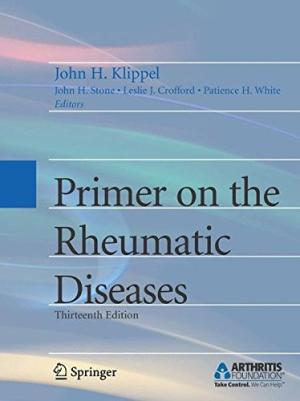 John H. Klippel
John H. Stone • Leslie J. Crofford • Patience H. White
Editors
Primer on the
Rheumatic
Diseases
Thirteenth Edition
Springer
ARTHRITIS
FOUNDATION®
Take Control. We Can Help™